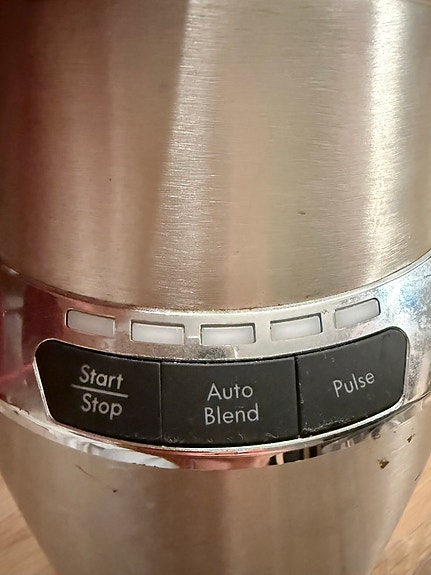 Start
Stop
Auto
Blend
Pulse